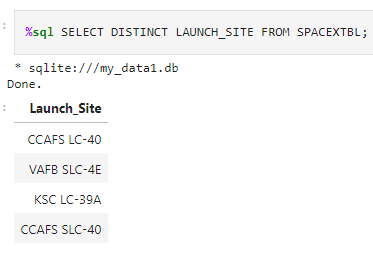 :
%sql SELECT DISTINCT LAUNCH_SITE FROM SPACEXTBL;
* sqlite:///my_data1.db
Done.
:
Launch_Site
CCAFS LC-40
VAFB SLC-4E
KSC LC-39A
CCAFS SLC-40